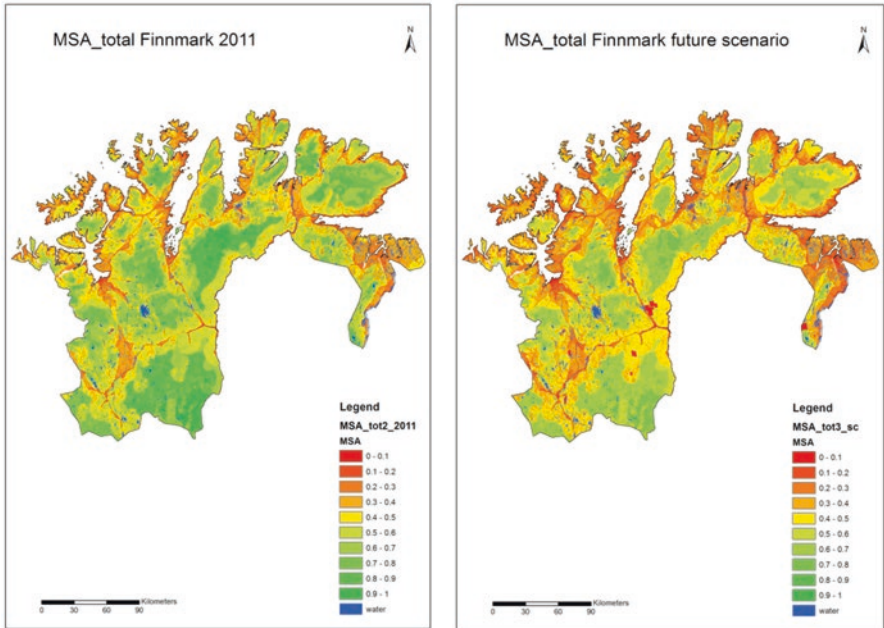 MSA_total Finnmark 2011
N
Legend
MSA_tot2_2011
MSA
0 - 0.1
0.1 - 0.2
0.2 - 0.3
0.3 - 0.4
0.4 - 0.5
0.5 - 0.6
0.6 - 0.7
0.7 - 0.8
0.8 - 0.9
0.9 - 1
water
Kilometers
0 30 60 90
MSA_total Finnmark future scenario
N
Legend
MSA_tot3_sc
MSA
0 - 0.1
0.1 - 0.2
0.2 - 0.3
0.3 - 0.4
0.4 - 0.5
0.5 - 0.6
0.6 - 0.7
0.7 - 0.8
0.8 - 0.9
0.9 - 1
water
Kilometers
0 30 60 90